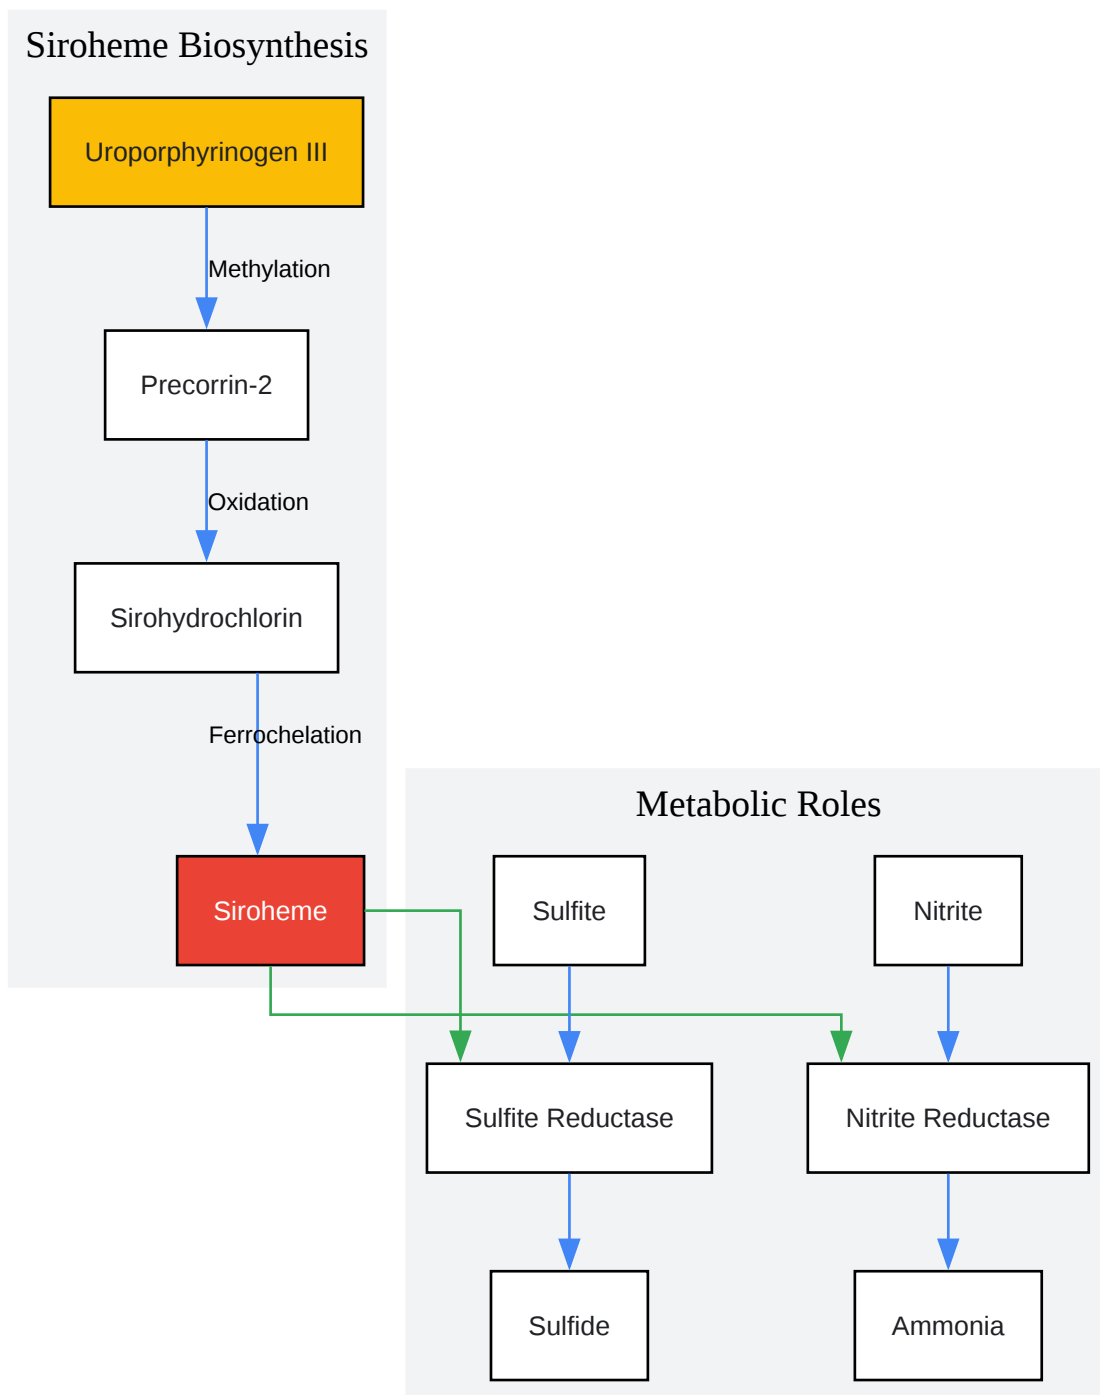 Siroheme Biosynthesis
Uroporphyrinogen III
Methylation
Precorrin-2
Oxidation
Sirohydrochlorin
Ferrochelation
Siroheme
Metabolic Roles
Sulfite
Nitrite
Sulfite Reductase
Nitrite Reductase
Sulfide
Ammonia